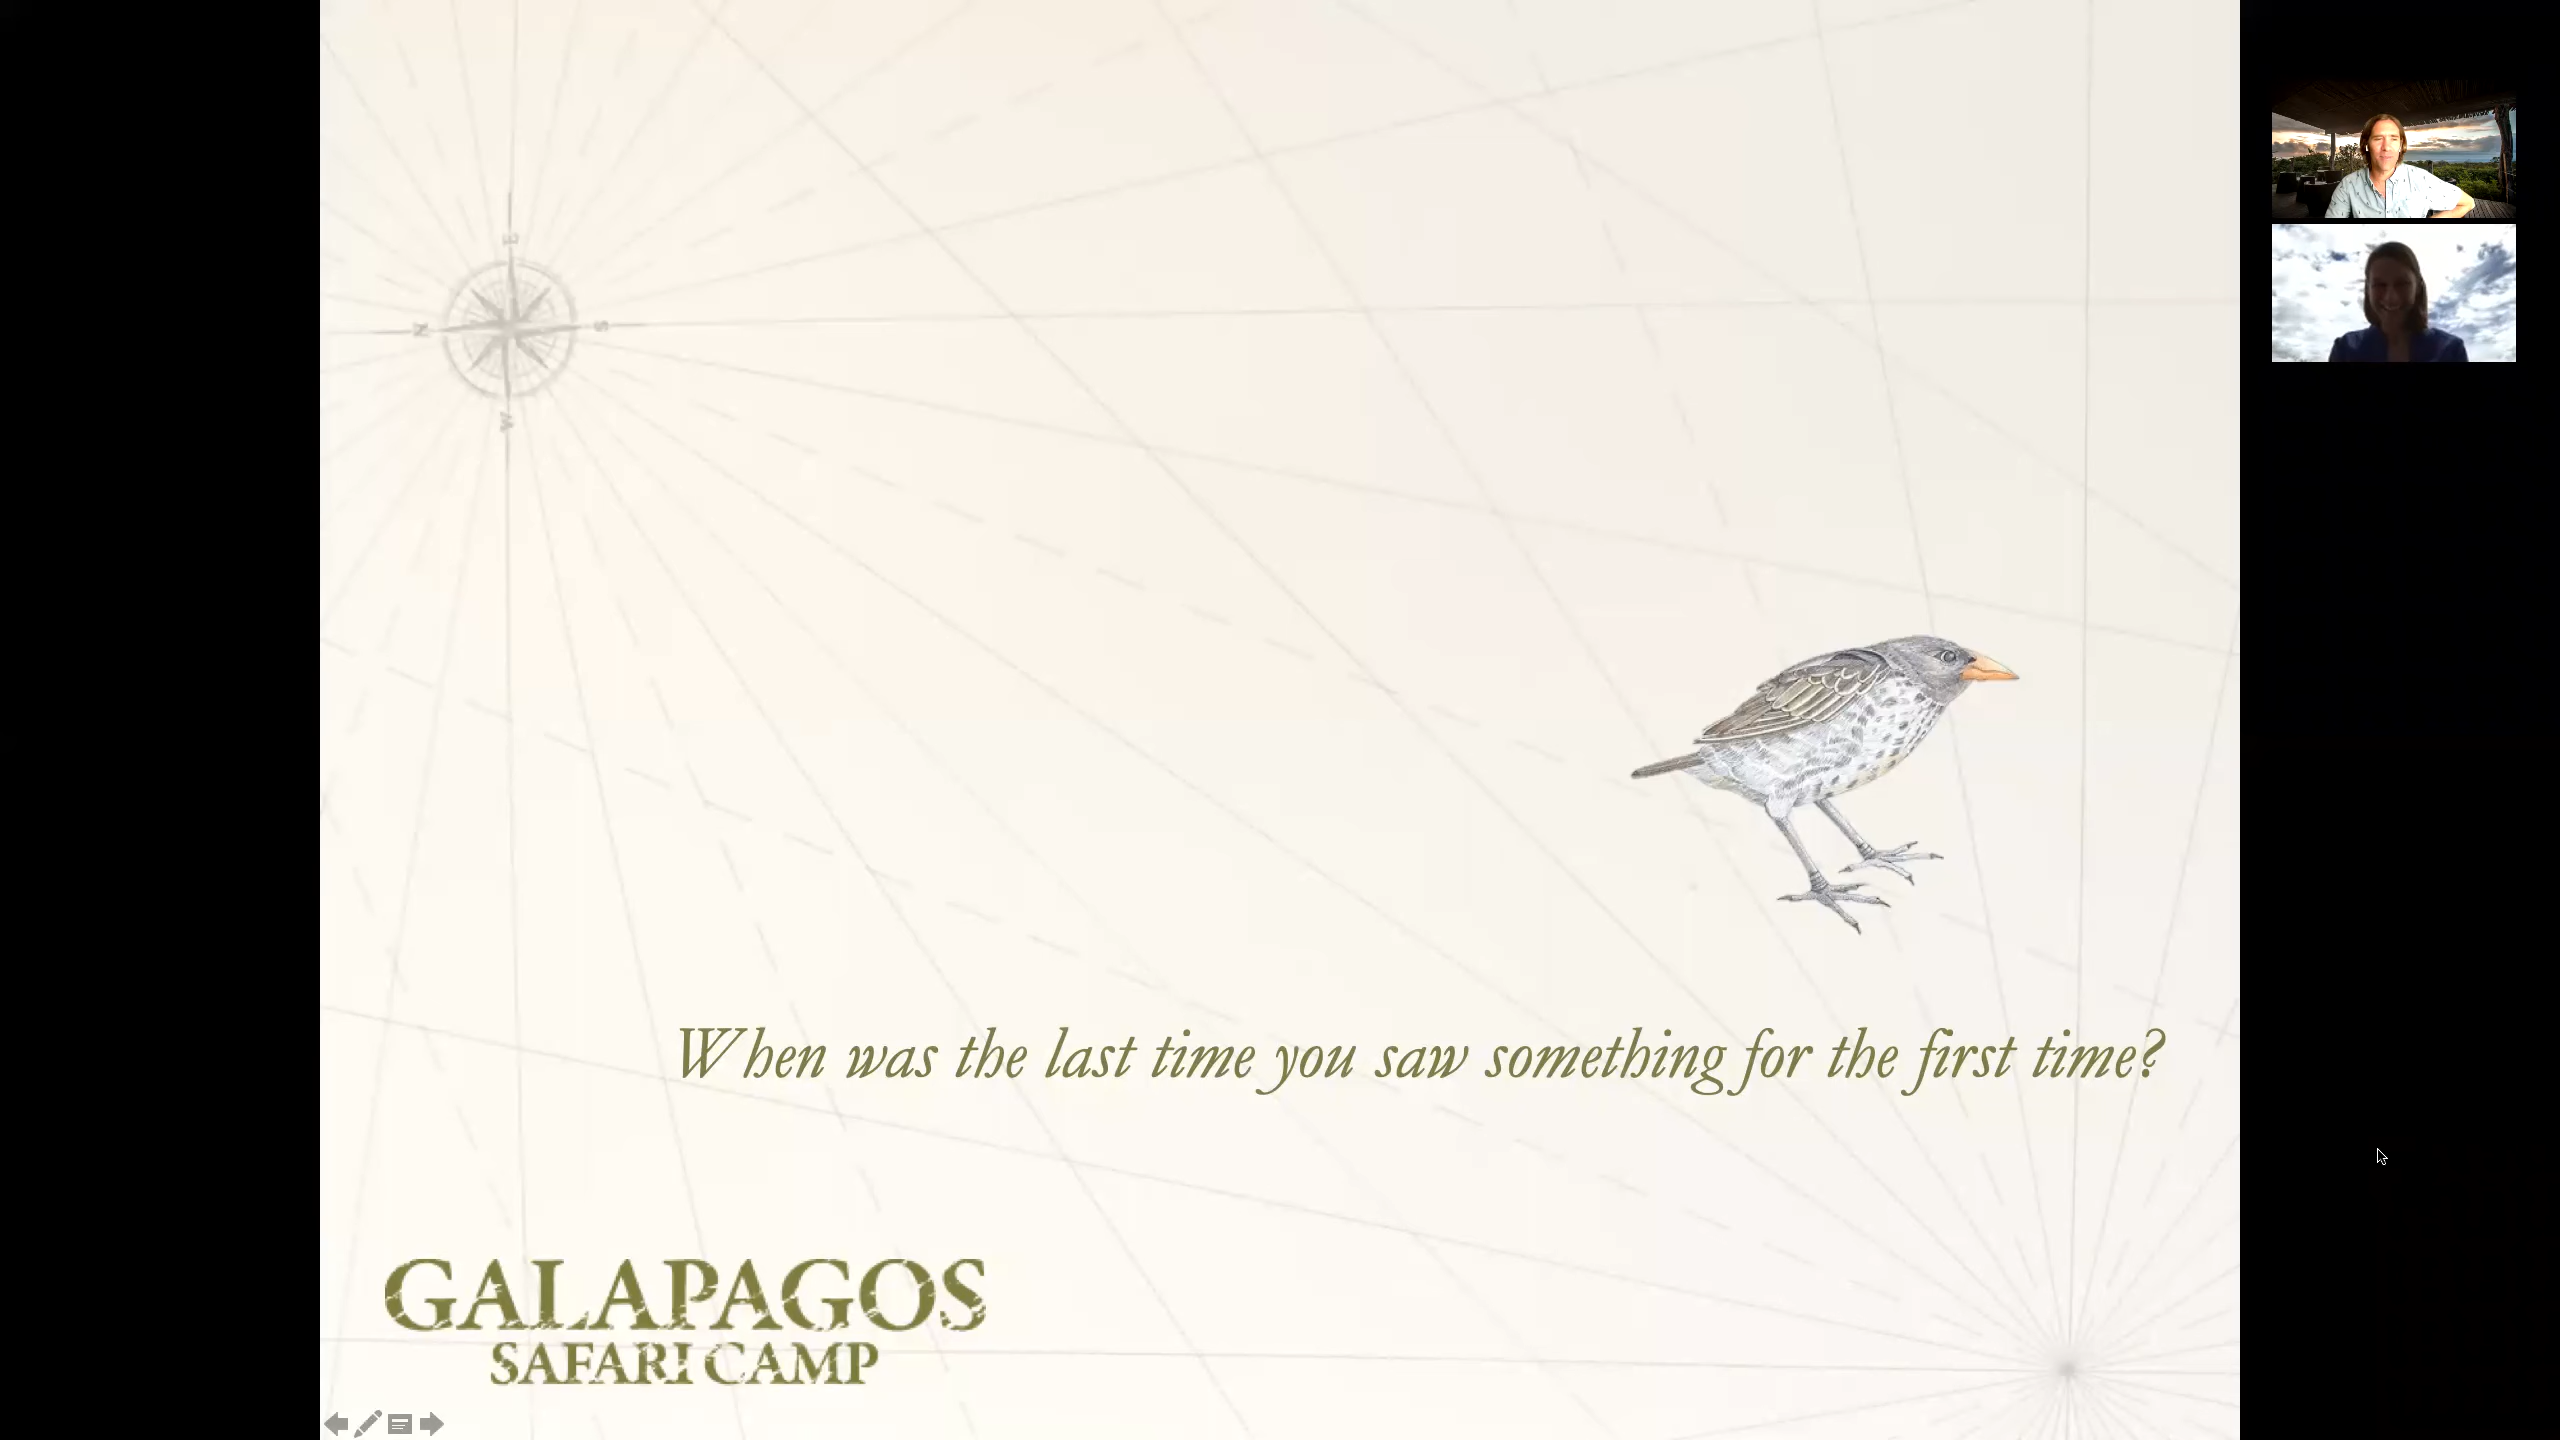 E
N
S
W
When was the last time you saw something for the first time?
GALAPAGOS
SAFARI CAMP